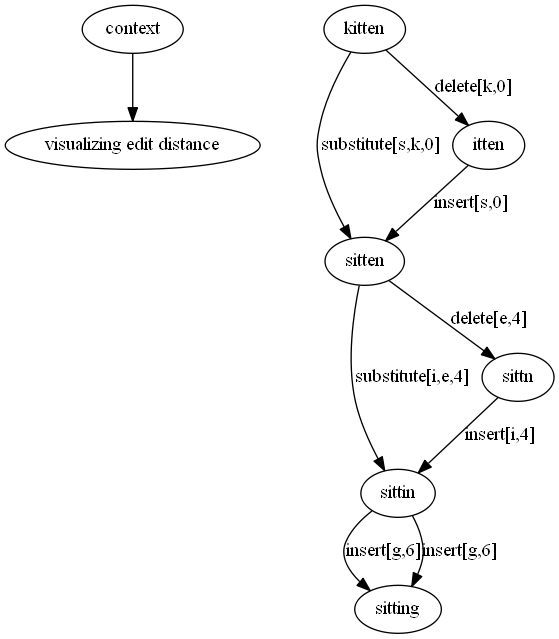 context
kitten
delete[k,0]
visualizing edit distance
substitute[s,k,0]
itten
insert[s,0]
sitten
delete[e,4]
substitute[i,e,4]
sittn
insert[i,4]
sittin
insert[g,6]
insert[g,6]
sitting